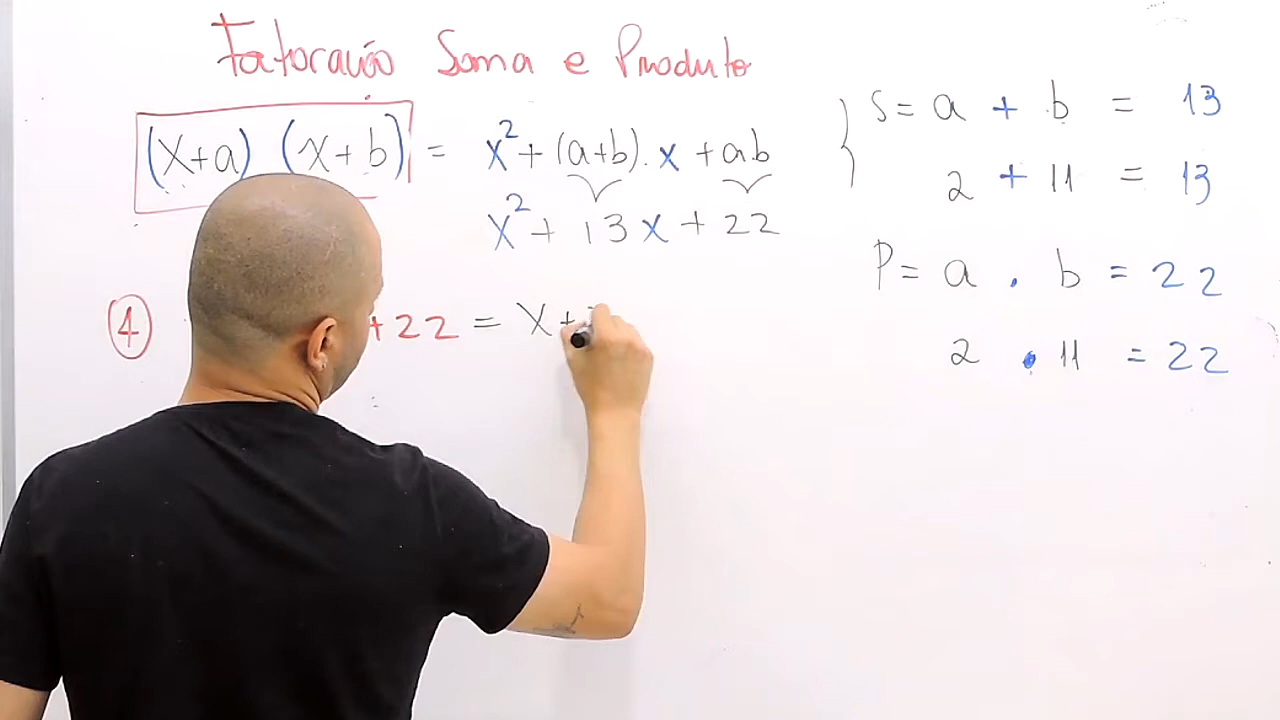 Fatoração Soma e Produto
(x+a) (x+b) = x²+(a+b).x+ab
x²+13x+22
4 +22 = x+
S= a + b = 13
2 + 11 = 13
P= a . b = 22
2 . 11 = 22